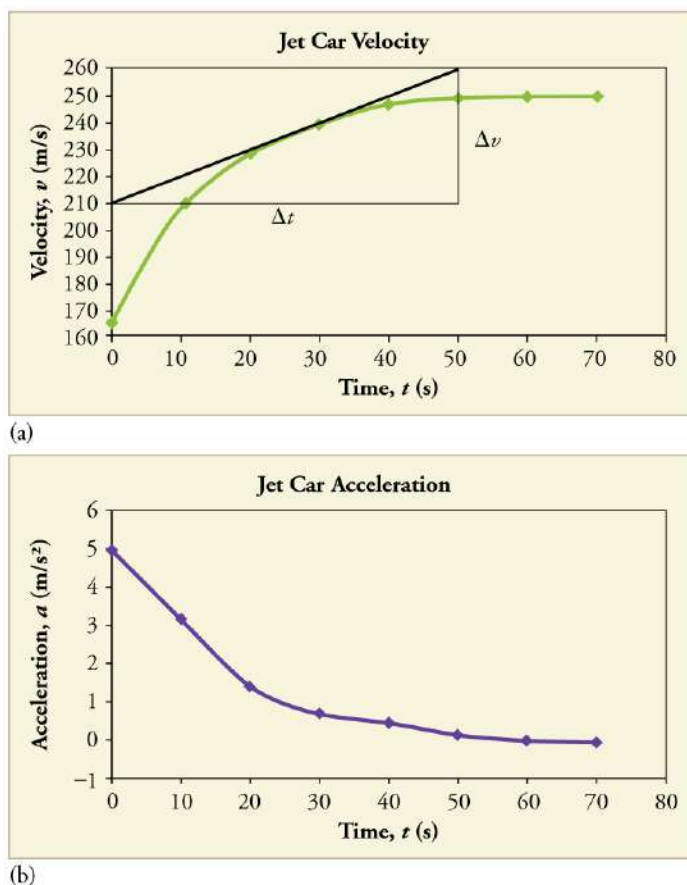 Jet Car Velocity
260
250
240
230
220
210
200
190
180
170
160
Velocity, v (m/s)
Δv
Δt
0 10 20 30 40 50 60 70 80
Time, t (s)
(a)
Jet Car Acceleration
6
5
4
3
2
1
0
−1
Acceleration, a (m/s²)
0 10 20 30 40 50 60 70 80
Time, t (s)
(b)